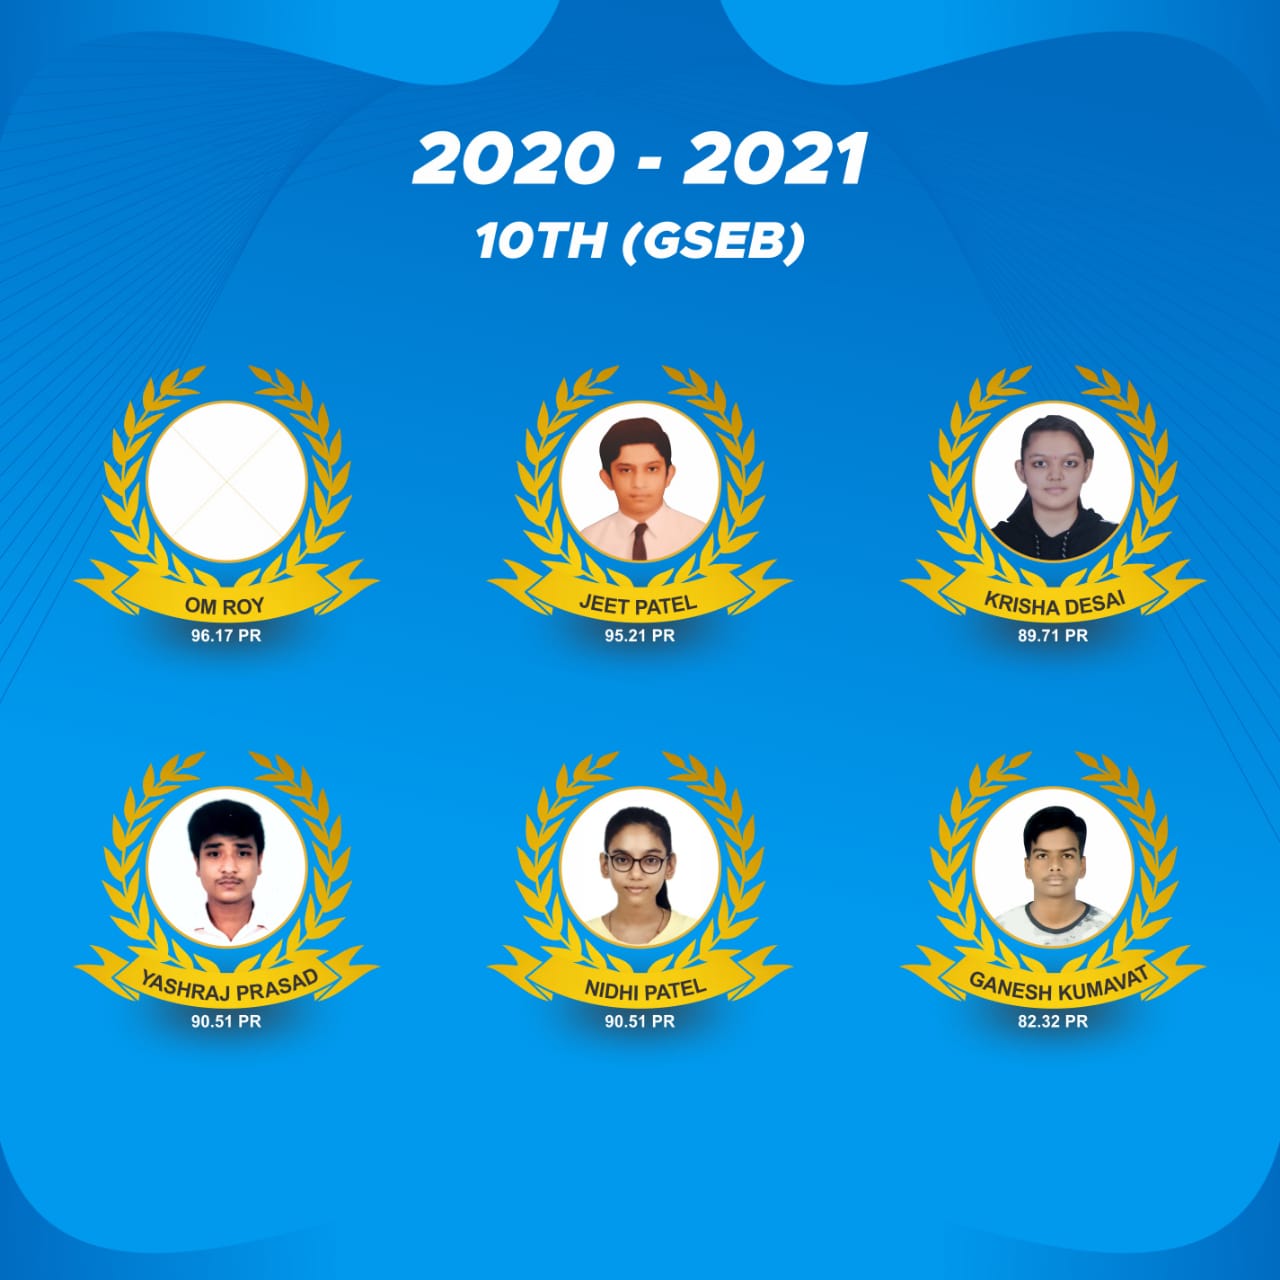 2020 - 2021
10TH (GSEB)
OM ROY
96.17 PR
JEET PATEL
95.21 PR
KRISHA DESAI
89.71 PR
YASHRAJ PRASAD
90.51 PR
NIDHI PATEL
90.51 PR
GANESH KUMAVAT
82.32 PR